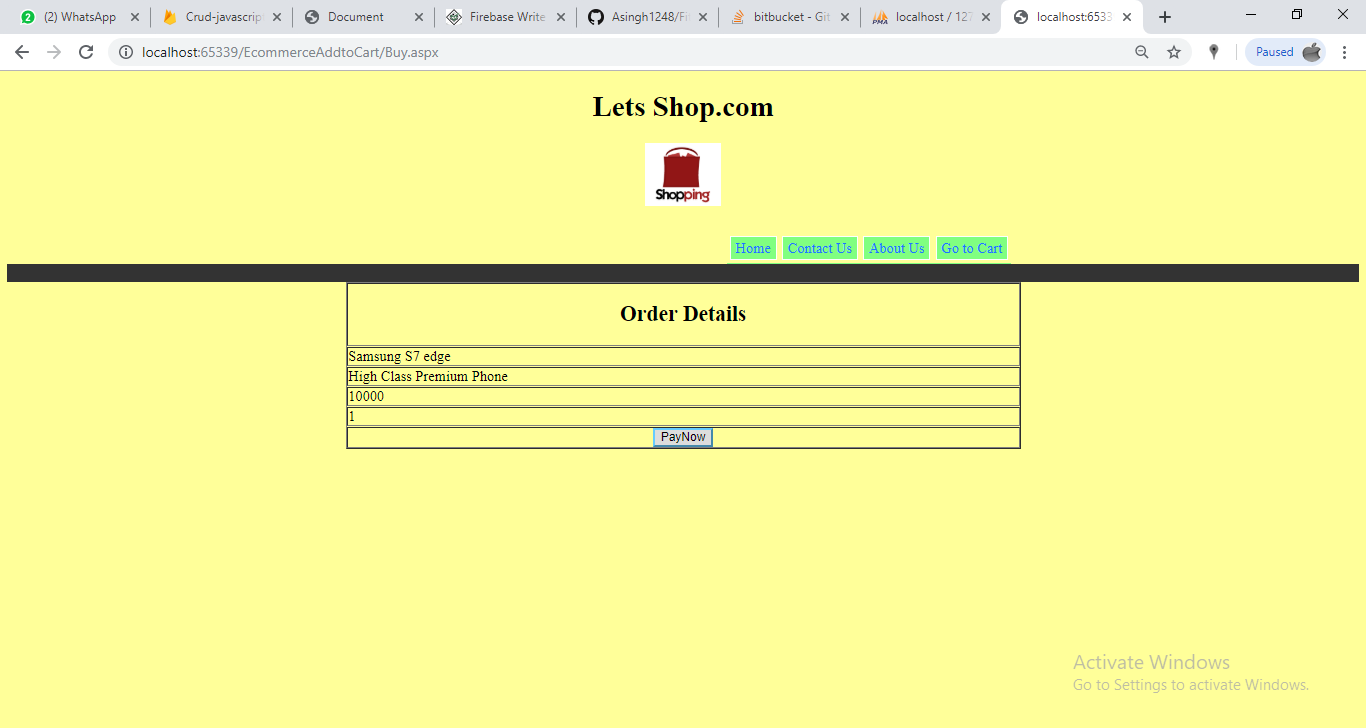 (2) WhatsApp
Crud-javascrip
Document
Firebase Write
Asingh1248/Fi
bitbucket - Git
localhost / 127
localhost:6533
localhost:65339/EcommerceAddtoCart/Buy.aspx
Paused
Lets Shop.com
Shopping
Home Contact Us About Us Go to Cart
Order Details
Samsung S7 edge
High Class Premium Phone
10000
1
PayNow
Activate Windows
Go to Settings to activate Windows.